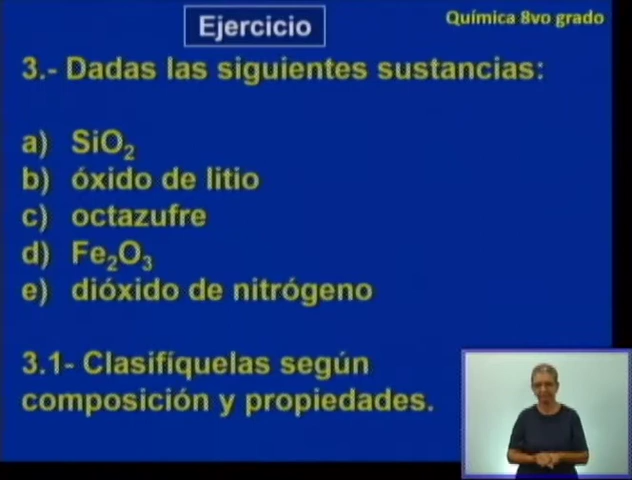 Ejercicio
Química 8vo grado
3.- Dadas las siguientes sustancias:
a) SiO₂
b) óxido de litio
c) octazufre
d) Fe₂O₃
e) dióxido de nitrógeno
3.1- Clasifíquelas según
composición y propiedades.